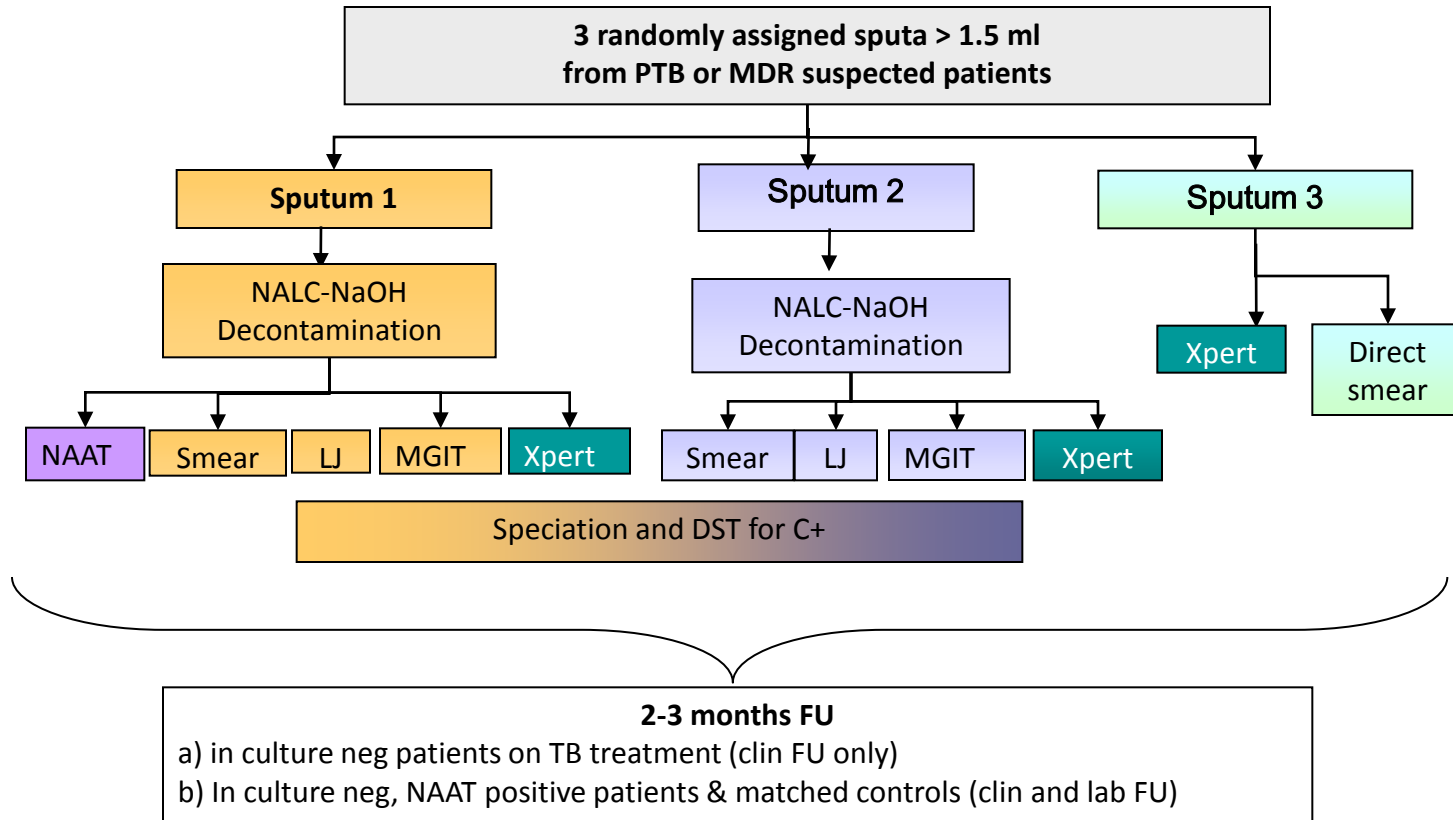 3 randomly assigned sputa > 1.5 ml
from PTB or MDR suspected patients
Sputum 1
Sputum 2
Sputum 3
NALC-NaOH
Decontamination
NALC-NaOH
Decontamination
Xpert
Direct
smear
NAAT
Smear
LJ
MGIT
Xpert
Smear
LJ
MGIT
Xpert
Speciation and DST for C+
2-3 months FU
a) in culture neg patients on TB treatment (clin FU only)
b) In culture neg, NAAT positive patients & matched controls (clin and lab FU)